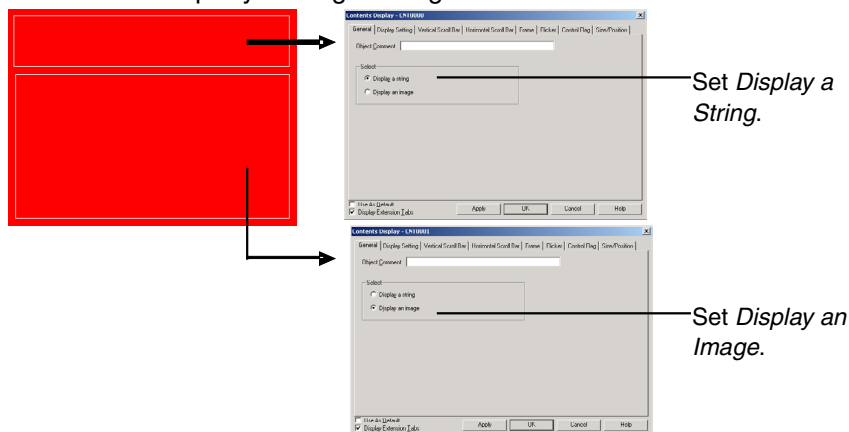 Contents Display - CNT0000
General Display Setting Vertical Scroll Bar Horizontal Scroll Bar Frame Flicker Control Flag Size/Position
Object Comment
Select
Display a string
Display an image
Set Display a
String.
Use As Default
Display Extension Tabs
Apply OK Cancel Help
Contents Display - CNT0001
General Display Setting Vertical Scroll Bar Horizontal Scroll Bar Frame Flicker Control Flag Size/Position
Object Comment
Select
Display a string
Display an image
Set Display an
Image.
Use As Default
Display Extension Tabs
Apply OK Cancel Help